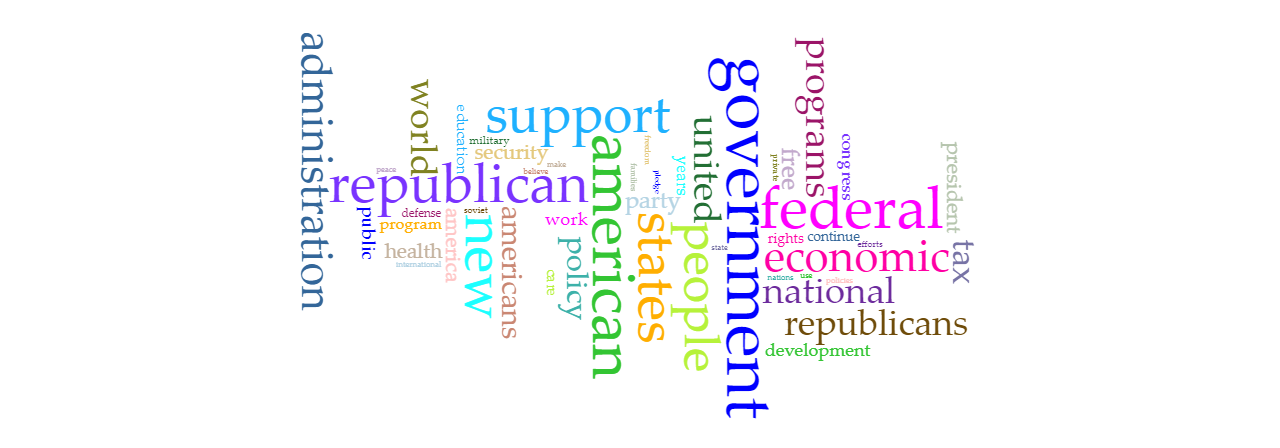 administration
world
education
support
military
security
peace
republican
believe
make
public
defense
program
health
international
america
soviet
new
americans
work
policy
care
american
freedom
families
pledge
years
party
states
united
people
state
government
programs
private
free
congress
federal
president
rights
continue
efforts
economic
tax
nations
use
policies
national
republicans
development